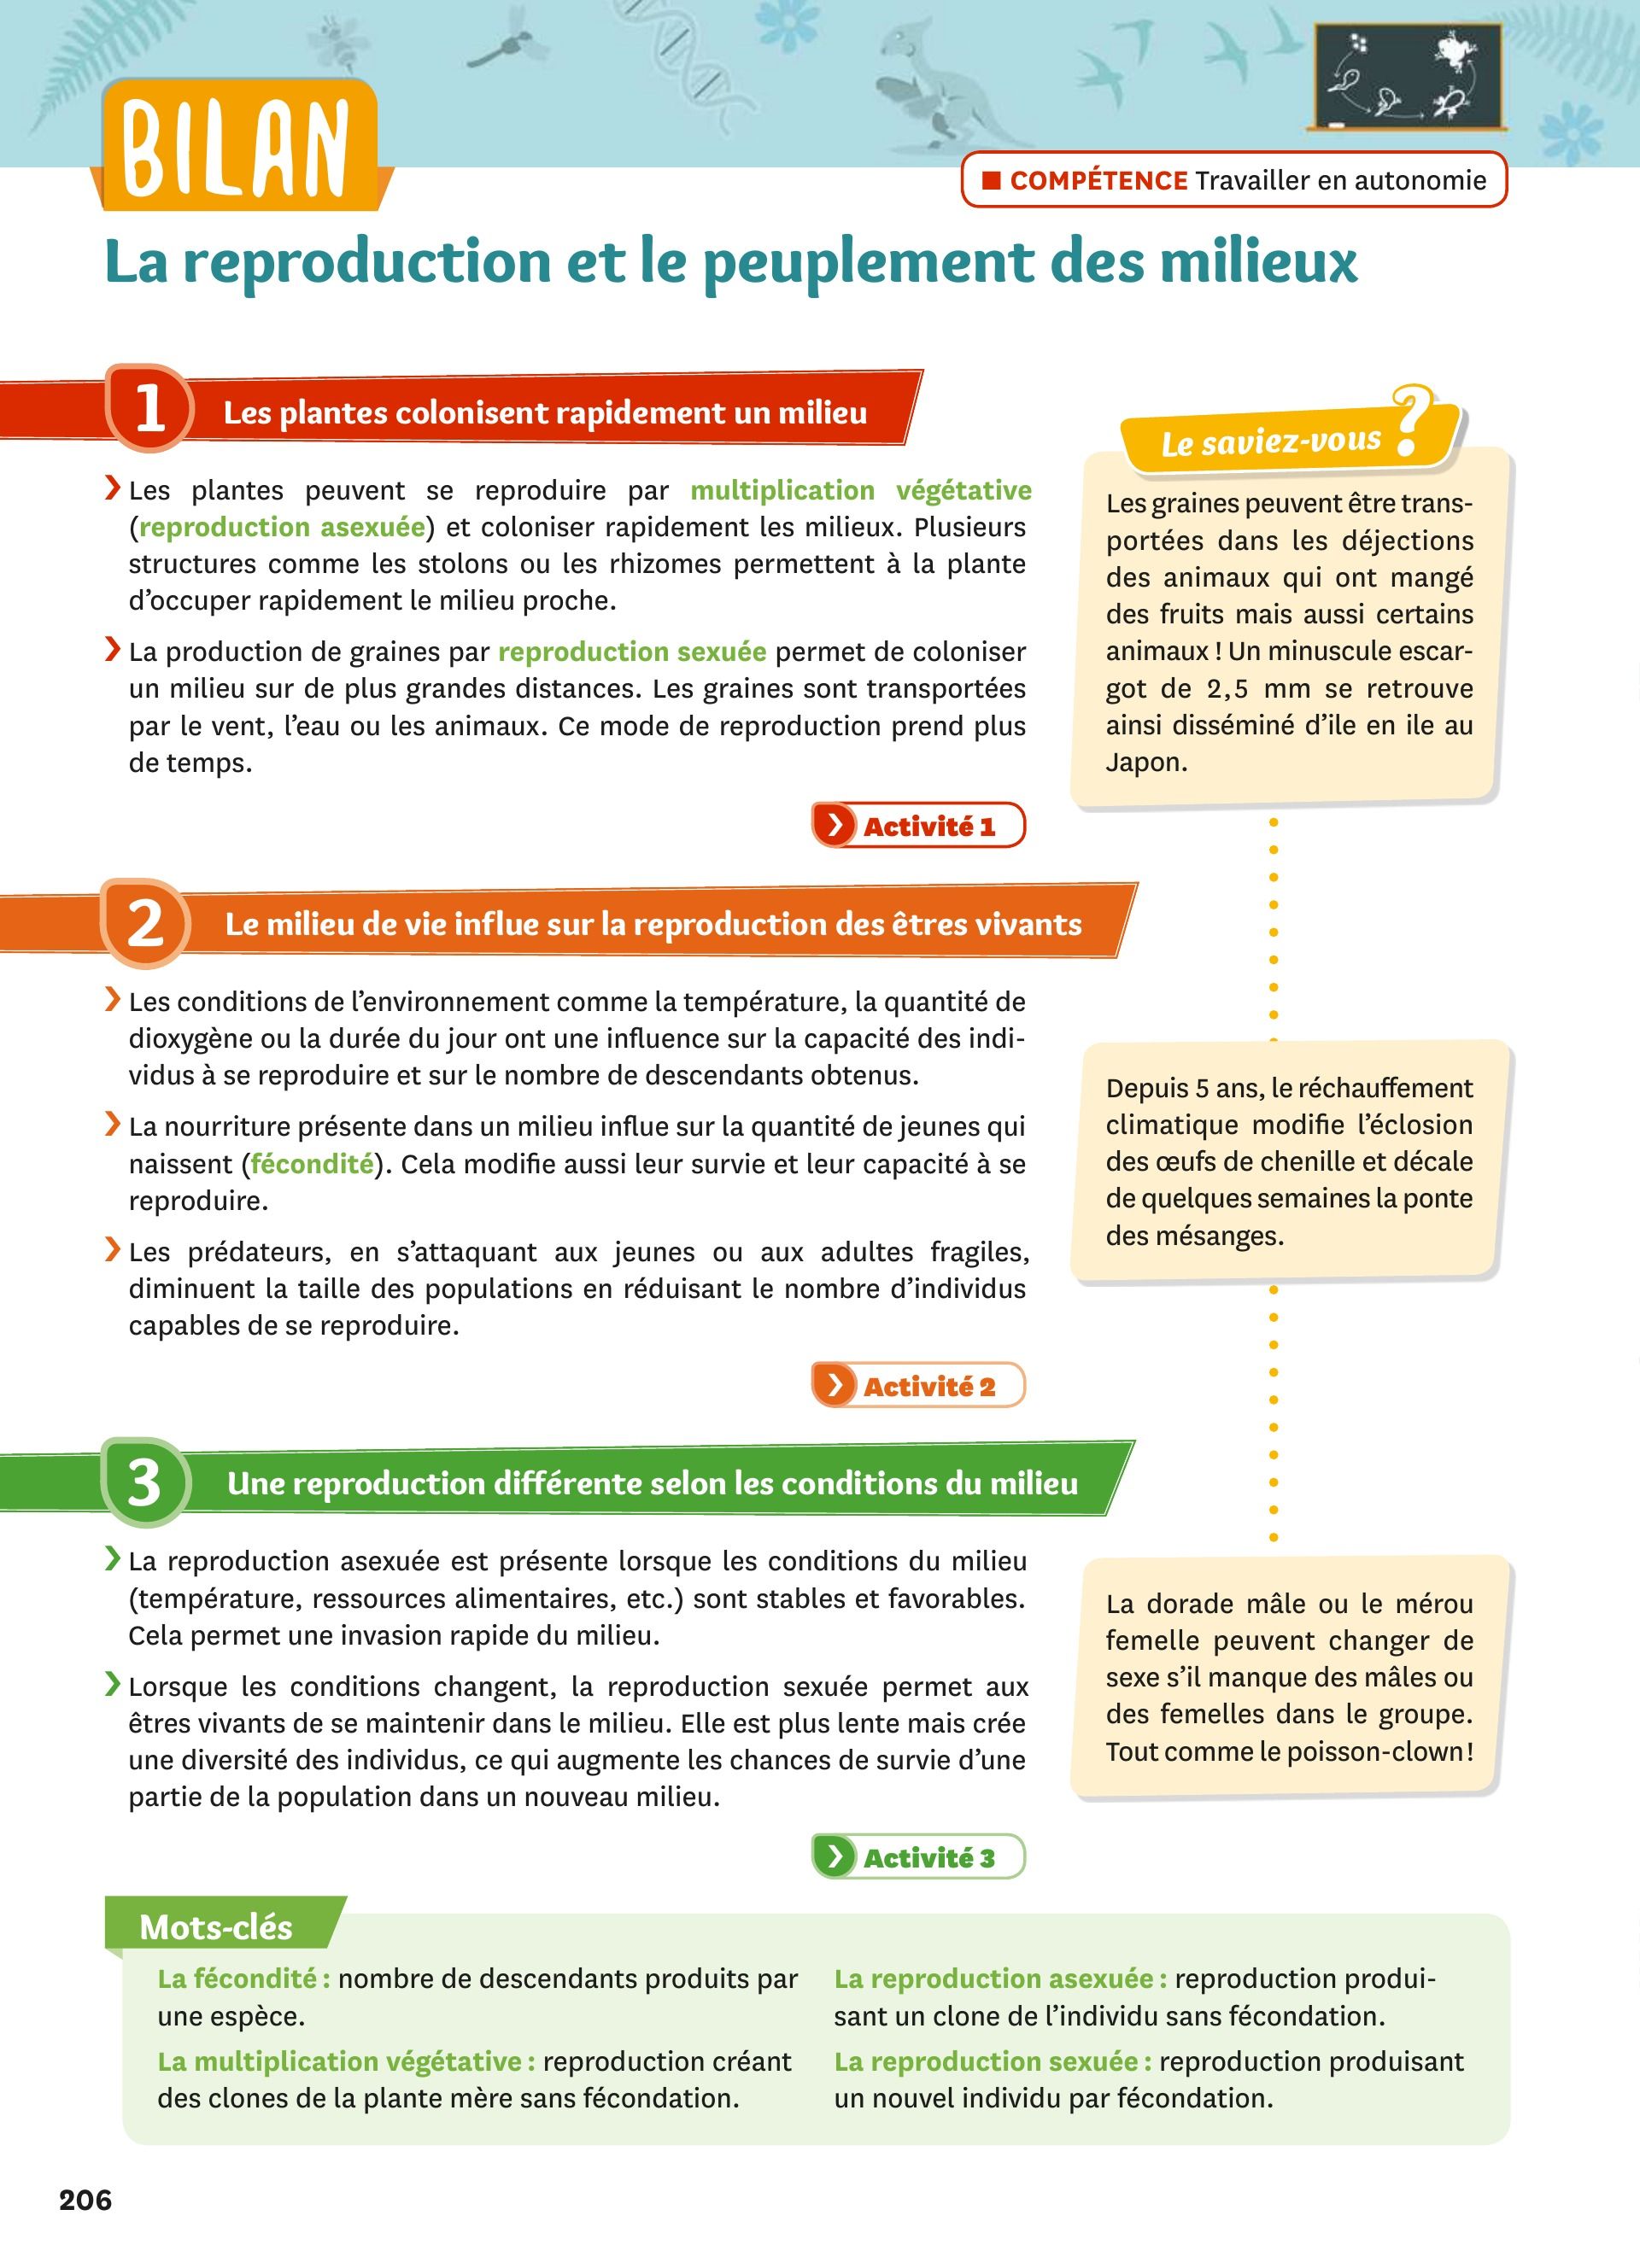 BILAN
■ COMPÉTENCE Travailler en autonomie
La reproduction et le peuplement des milieux
1 Les plantes colonisent rapidement un milieu
❯ Les plantes peuvent se reproduire par multiplication végétative
(reproduction asexuée) et coloniser rapidement les milieux. Plusieurs
structures comme les stolons ou les rhizomes permettent à la plante
d’occuper rapidement le milieu proche.
❯ La production de graines par reproduction sexuée permet de coloniser
un milieu sur de plus grandes distances. Les graines sont transportées
par le vent, l’eau ou les animaux. Ce mode de reproduction prend plus
de temps.
❯ Activité 1
Le saviez-vous ?
Les graines peuvent être trans-
portées dans les déjections
des animaux qui ont mangé
des fruits mais aussi certains
animaux ! Un minuscule escar-
got de 2,5 mm se retrouve
ainsi disséminé d’ile en ile au
Japon.
2 Le milieu de vie influe sur la reproduction des êtres vivants
❯ Les conditions de l’environnement comme la température, la quantité de
dioxygène ou la durée du jour ont une influence sur la capacité des indi-
vidus à se reproduire et sur le nombre de descendants obtenus.
❯ La nourriture présente dans un milieu influe sur la quantité de jeunes qui
naissent (fécondité). Cela modifie aussi leur survie et leur capacité à se
reproduire.
❯ Les prédateurs, en s’attaquant aux jeunes ou aux adultes fragiles,
diminuent la taille des populations en réduisant le nombre d’individus
capables de se reproduire.
❯ Activité 2
Depuis 5 ans, le réchauffement
climatique modifie l’éclosion
des œufs de chenille et décale
de quelques semaines la ponte
des mésanges.
3 Une reproduction différente selon les conditions du milieu
❯ La reproduction asexuée est présente lorsque les conditions du milieu
(température, ressources alimentaires, etc.) sont stables et favorables.
Cela permet une invasion rapide du milieu.
❯ Lorsque les conditions changent, la reproduction sexuée permet aux
êtres vivants de se maintenir dans le milieu. Elle est plus lente mais crée
une diversité des individus, ce qui augmente les chances de survie d’une
partie de la population dans un nouveau milieu.
❯ Activité 3
La dorade mâle ou le mérou
femelle peuvent changer de
sexe s’il manque des mâles ou
des femelles dans le groupe.
Tout comme le poisson-clown !
Mots-clés
La fécondité : nombre de descendants produits par
une espèce.
La multiplication végétative : reproduction créant
des clones de la plante mère sans fécondation.
La reproduction asexuée : reproduction produi-
sant un clone de l’individu sans fécondation.
La reproduction sexuée : reproduction produisant
un nouvel individu par fécondation.
206